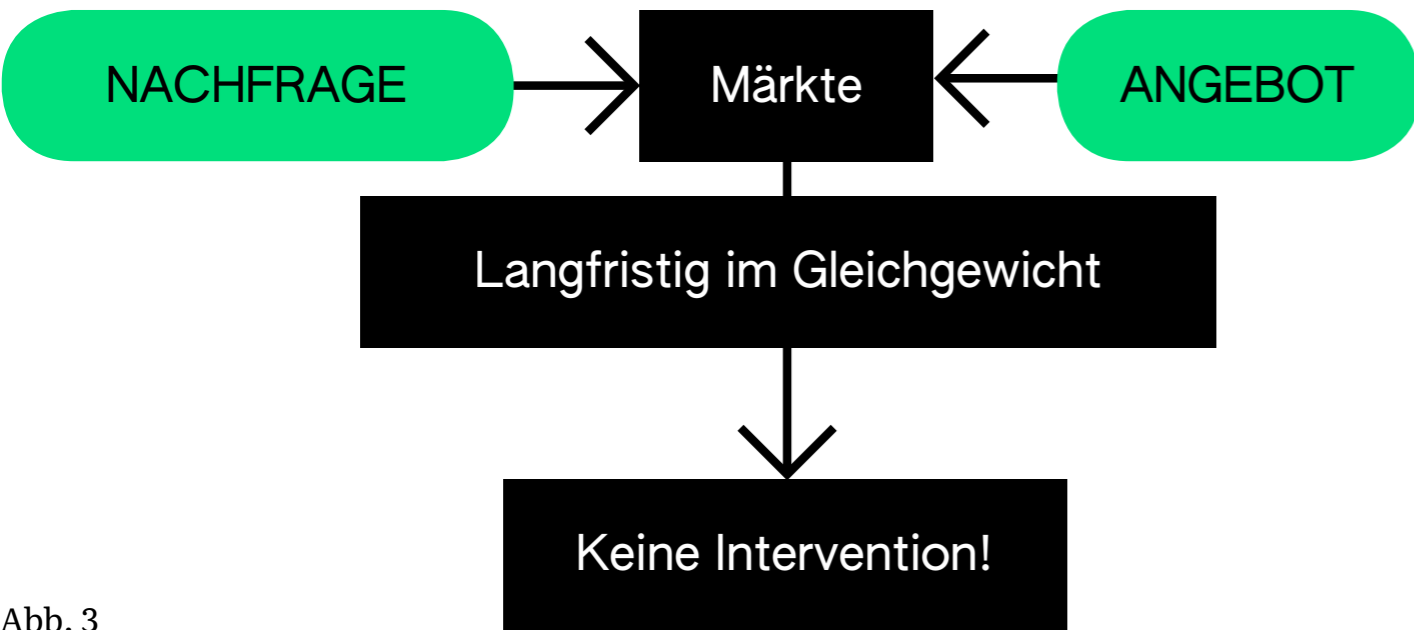 NACHFRAGE
Märkte
ANGEBOT
Langfristig im Gleichgewicht
Keine Intervention!
Abb. 3